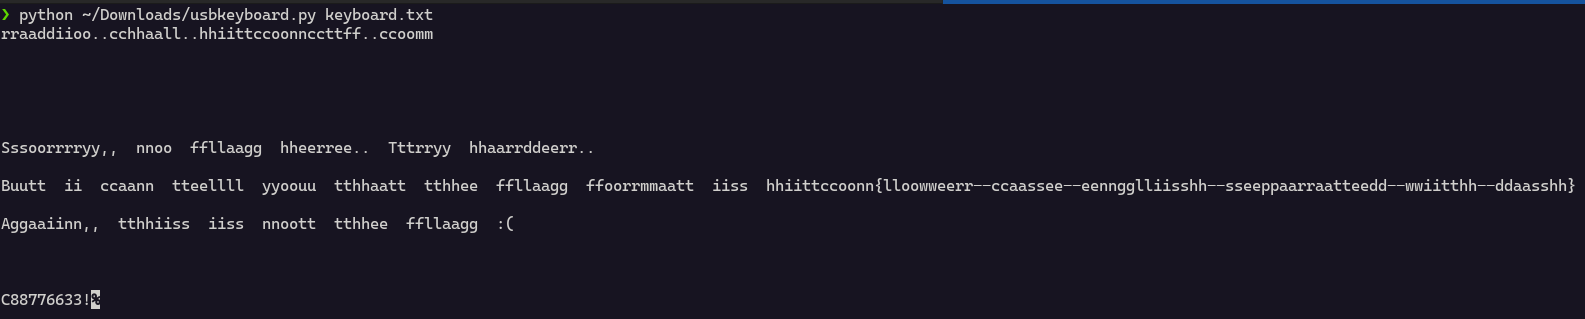 ❯ python ~/Downloads/usbkeyboard.py keyboard.txt
rraaddiioo..cchhaall..hhiittccoonnccttff..ccoomm
Sssoorrrryy,,  nnoo  ffllaagg  hheerree..  Tttrryy  hhaarrddeerr..
Buutt  ii  ccaann  tteellll  yyoouu  tthhaatt  tthhee  ffllaagg  ffoorrmmaatt  iiss  hhiittccoonn{lloowweerr--ccaassee--eenngglliisshh--sseeppaarraatteedd--wwiitthh--ddaasshh}
Aggaaiinn,,  tthhiiss  iiss  nnoott  tthhee  ffllaagg  :(
C88776633!%